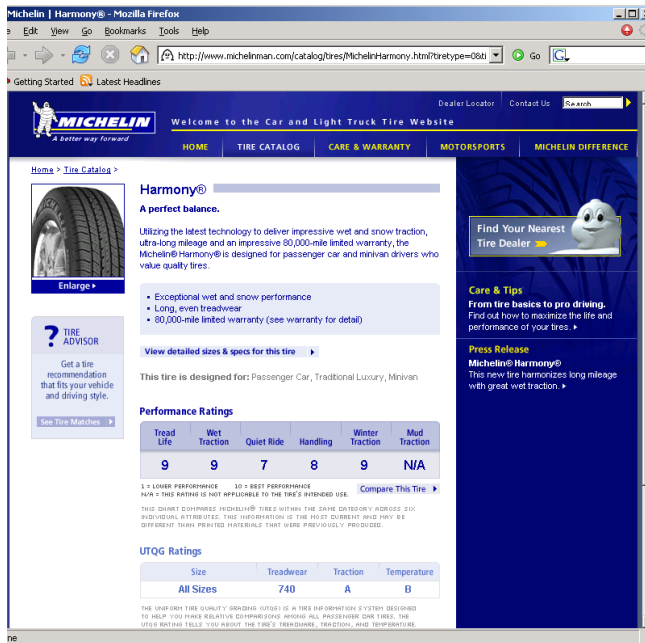 Michelin | Harmony® - Mozilla Firefox
Edit View Go Bookmarks Tools Help
http://www.michelinman.com/catalog/tires/MichelinHarmony.html?tiretype=0&ti Go
Getting Started Latest Headlines
Dealer Locator Contact Us Search
MICHELIN
A better way forward
Welcome to the Car and Light Truck Tire Website
HOME TIRE CATALOG CARE & WARRANTY MOTORSPORTS MICHELIN DIFFERENCE
Home > Tire Catalog >
Enlarge
? TIRE
ADVISOR
Get a tire
recommendation
that fits your vehicle
and driving style.
See Tire Matches
Harmony®
A perfect balance.
Utilizing the latest technology to deliver impressive wet and snow traction,
ultra-long mileage and an impressive 80,000-mile limited warranty, the
Michelin® Harmony® is designed for passenger car and minivan drivers who
value quality tires.
• Exceptional wet and snow performance
• Long, even treadwear
• 80,000-mile limited warranty (see warranty for detail)
View detailed sizes & specs for this tire
This tire is designed for: Passenger Car, Traditional Luxury, Minivan
Performance Ratings
Tread Life Wet Traction Quiet Ride Handling Winter Traction Mud Traction
9 9 7 8 9 N/A
1 = LOWER PERFORMANCE 10 = BEST PERFORMANCE
N/A = THIS RATING IS NOT APPLICABLE TO THE TIRE'S INTENDED USE.
Compare This Tire
THIS CHART COMPARES MICHELIN® TIRES WITHIN THE SAME CATEGORY ACROSS SIX
INDIVIDUAL ATTRIBUTES. THIS INFORMATION IS THE MOST CURRENT AND MAY BE
DIFFERENT THAN PRINTED MATERIALS THAT WERE PREVIOUSLY PRODUCED.
UTQG Ratings
Size Treadwear Traction Temperature
All Sizes 740 A B
THE UNIFORM TIRE QUALITY GRADING (UTQG) IS A TIRE INFORMATION SYSTEM DESIGNED
TO HELP YOU MAKE RELATIVE COMPARISONS AMONG ALL PASSENGER CAR TIRES. THE
UTQG RATING TELLS YOU ABOUT THE TIRE'S TREADWARE, TRACTION, AND TEMPERATURE.
Find Your Nearest
Tire Dealer
Care & Tips
From tire basics to pro driving.
Find out how to maximize the life and
performance of your tires.
Press Release
Michelin® Harmony®
This new tire harmonizes long mileage
with great wet traction.